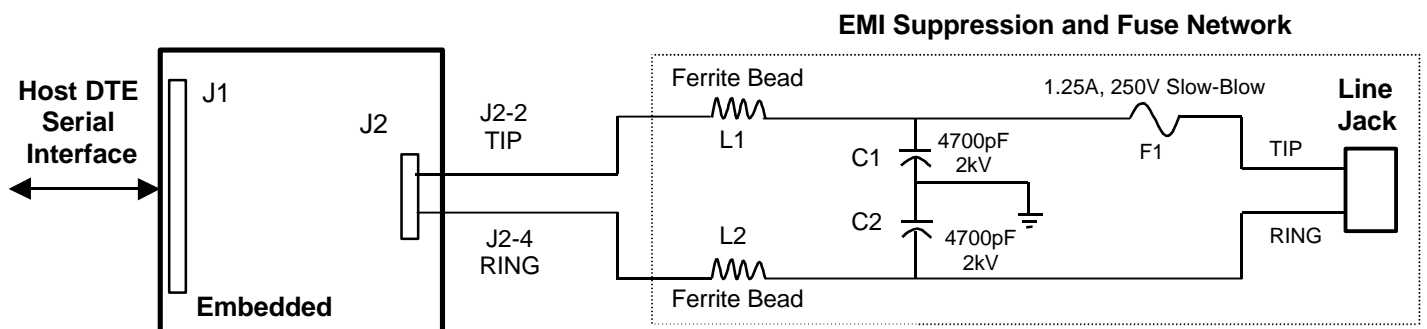 EMI Suppression and Fuse Network
Host DTE
Serial
Interface
J1
J2
J2-2
TIP
J2-4
RING
Embedded
Ferrite Bead
L1
L2
Ferrite Bead
C1
4700pF
2kV
C2
4700pF
2kV
1.25A, 250V Slow-Blow
F1
TIP
RING
Line
Jack